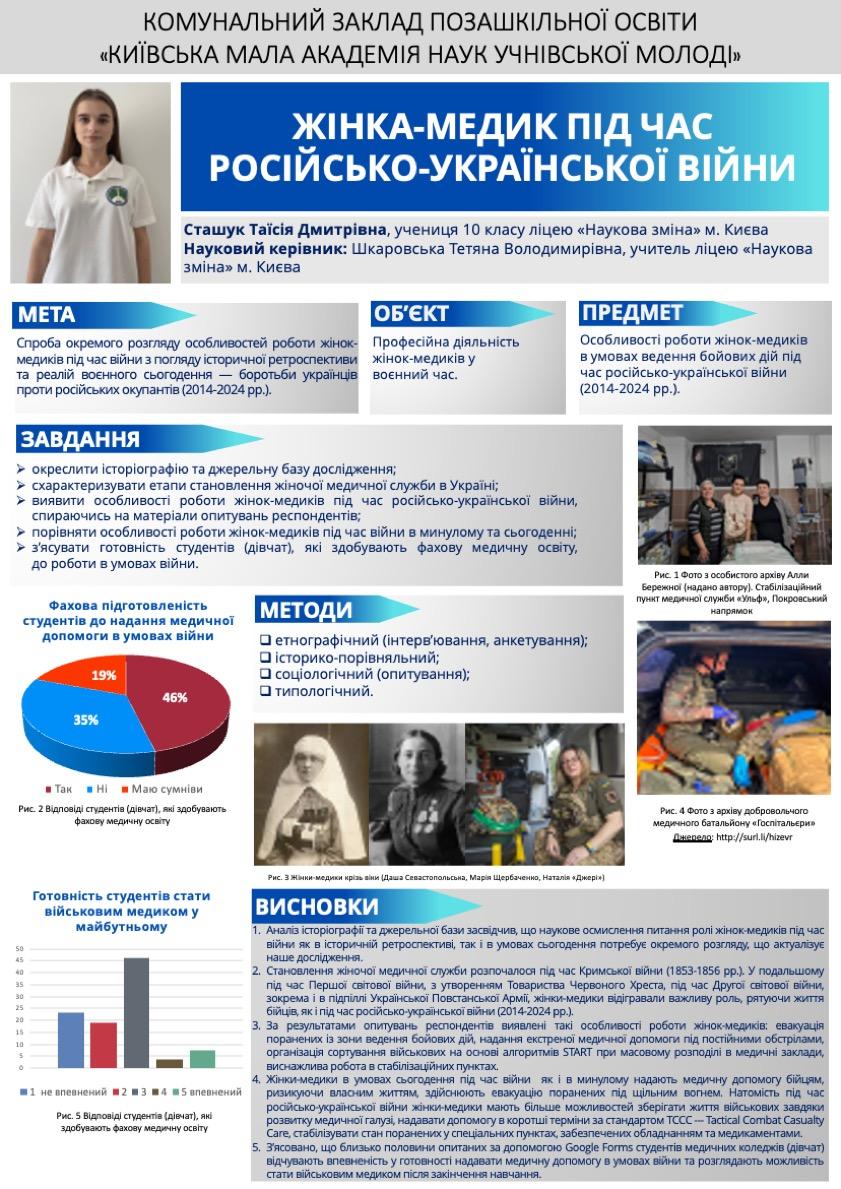 КОМУНАЛЬНИЙ ЗАКЛАД ПОЗАШКІЛЬНОЇ ОСВІТИ
«КИЇВСЬКА МАЛА АКАДЕМІЯ НАУК УЧНІВСЬКОЇ МОЛОДІ»
ЖІНКА-МЕДИК ПІД ЧАС
РОСІЙСЬКО-УКРАЇНСЬКОЇ ВІЙНИ
Сташук Таїсія Дмитрівна, учениця 10 класу ліцею «Наукова зміна» м. Києва
Науковий керівник: Шкаровська Тетяна Володимирівна, учитель ліцею «Наукова
зміна» м. Києва
МЕТА
Спроба окремого розгляду особливостей роботи жінок-
медиків під час війни з погляду історичної ретроспективи
та реалій воєнного сьогодення — боротьби українців
проти російських окупантів (2014-2024 рр.).
ОБ’ЄКТ
Професійна діяльність
жінок-медиків у
воєнний час.
ПРЕДМЕТ
Особливості роботи жінок-медиків
в умовах ведення бойових дій під
час російсько-української війни
(2014-2024 рр.).
ЗАВДАННЯ
➢ окреслити історіографію та джерельну базу дослідження;
➢ схарактеризувати етапи становлення жіночої медичної служби в Україні;
➢ виявити особливості роботи жінок-медиків під час російсько-української війни,
спираючись на матеріали опитувань респондентів;
➢ порівняти особливості роботи жінок-медиків під час війни в минулому та сьогоденні;
➢ з’ясувати готовність студентів (дівчат), які здобувають фахову медичну освіту,
до роботи в умовах війни.
Рис. 1 Фото з особистого архіву Алли
Бережної (надано автору). Стабілізаційний
пункт медичної служби «Ульф», Покровський
напрямок
Фахова підготовленість
студентів до надання медичної
допомоги в умовах війни
19%
46%
35%
Так Ні Маю сумніви
Рис. 2 Відповіді студентів (дівчат), які здобувають
фахову медичну освіту
МЕТОДИ
❑ етнографічний (інтерв’ювання, анкетування);
❑ історико-порівняльний;
❑ соціологічний (опитування);
❑ типологічний.
Рис. 3 Жінки-медики крізь віки (Даша Севастопольська, Марія Щербаченко, Наталія «Джері»)
Рис. 4 Фото з архіву добровольчого
медичного батальйону «Госпітальєри»
Джерело: http://surl.li/hizevr
Готовність студентів стати
військовим медиком у
майбутньому
50
45
40
35
30
25
20
15
10
5
0
1 не впевнений 2 3 4 5 впевнений
Рис. 5 Відповіді студентів (дівчат), які
здобувають фахову медичну освіту
ВИСНОВКИ
1. Аналіз історіографії та джерельної бази засвідчив, що наукове осмислення питання ролі жінок-медиків під час
війни як в історичній ретроспективі, так і в умовах сьогодення потребує окремого розгляду, що актуалізує
наше дослідження.
2. Становлення жіночої медичної служби розпочалося під час Кримської війни (1853-1856 рр.). У подальшому
під час Першої світової війни, з утворенням Товариства Червоного Хреста, під час Другої світової війни,
зокрема і в підпіллі Української Повстанської Армії, жінки-медики відігравали важливу роль, рятуючи життя
бійців, як і під час російсько-української війни (2014-2024 рр.).
3. За результатами опитувань респондентів виявлені такі особливості роботи жінок-медиків: евакуація
поранених із зони ведення бойових дій, надання екстреної медичної допомоги під постійними обстрілами,
організація сортування військових на основі алгоритмів START при масовому розподілі в медичні заклади,
виснажлива робота в стабілізаційних пунктах.
4. Жінки-медики в умовах сьогодення під час війни як і в минулому надають медичну допомогу бійцям,
ризикуючи власним життям, здійснюють евакуацію поранених під щільним вогнем. Натомість під час
російсько-української війни жінки-медики мають більше можливостей зберігати життя військових завдяки
розвитку медичної галузі, надавати допомогу в коротші терміни за стандартом TCCC --- Tactical Combat Casualty
Care, стабілізувати стан поранених у спеціальних пунктах, забезпечених обладнанням та медикаментами.
5. З’ясовано, що близько половини опитаних за допомогою Google Forms студентів медичних коледжів (дівчат)
відчувають впевненість у готовності надавати медичну допомогу в умовах війни та розглядають можливість
стати військовим медиком після закінчення навчання.